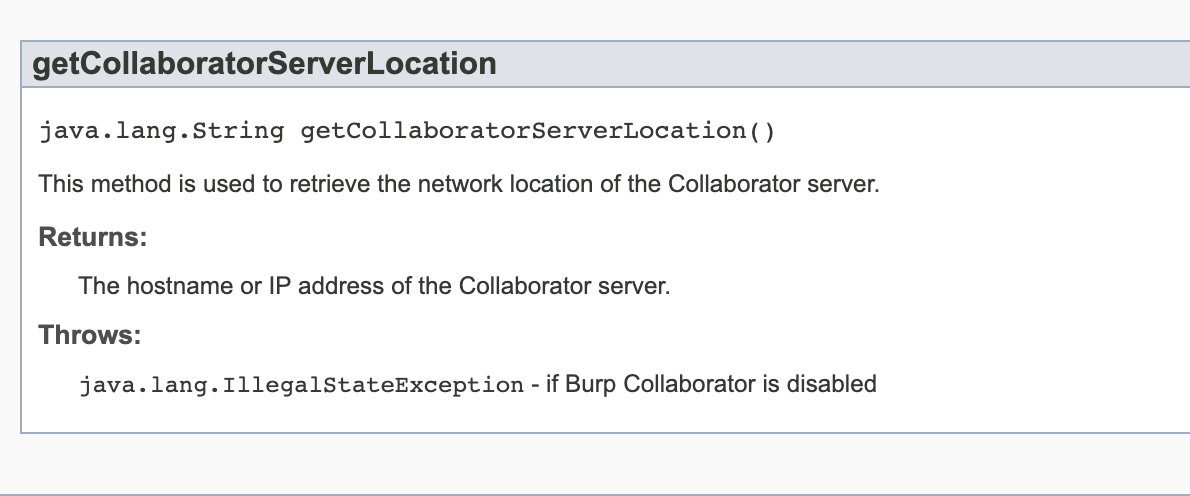 getCollaboratorServerLocation
java.lang.String getCollaboratorServerLocation()
This method is used to retrieve the network location of the Collaborator server.
Returns:
The hostname or IP address of the Collaborator server.
Throws:
java.lang.IllegalStateException - if Burp Collaborator is disabled